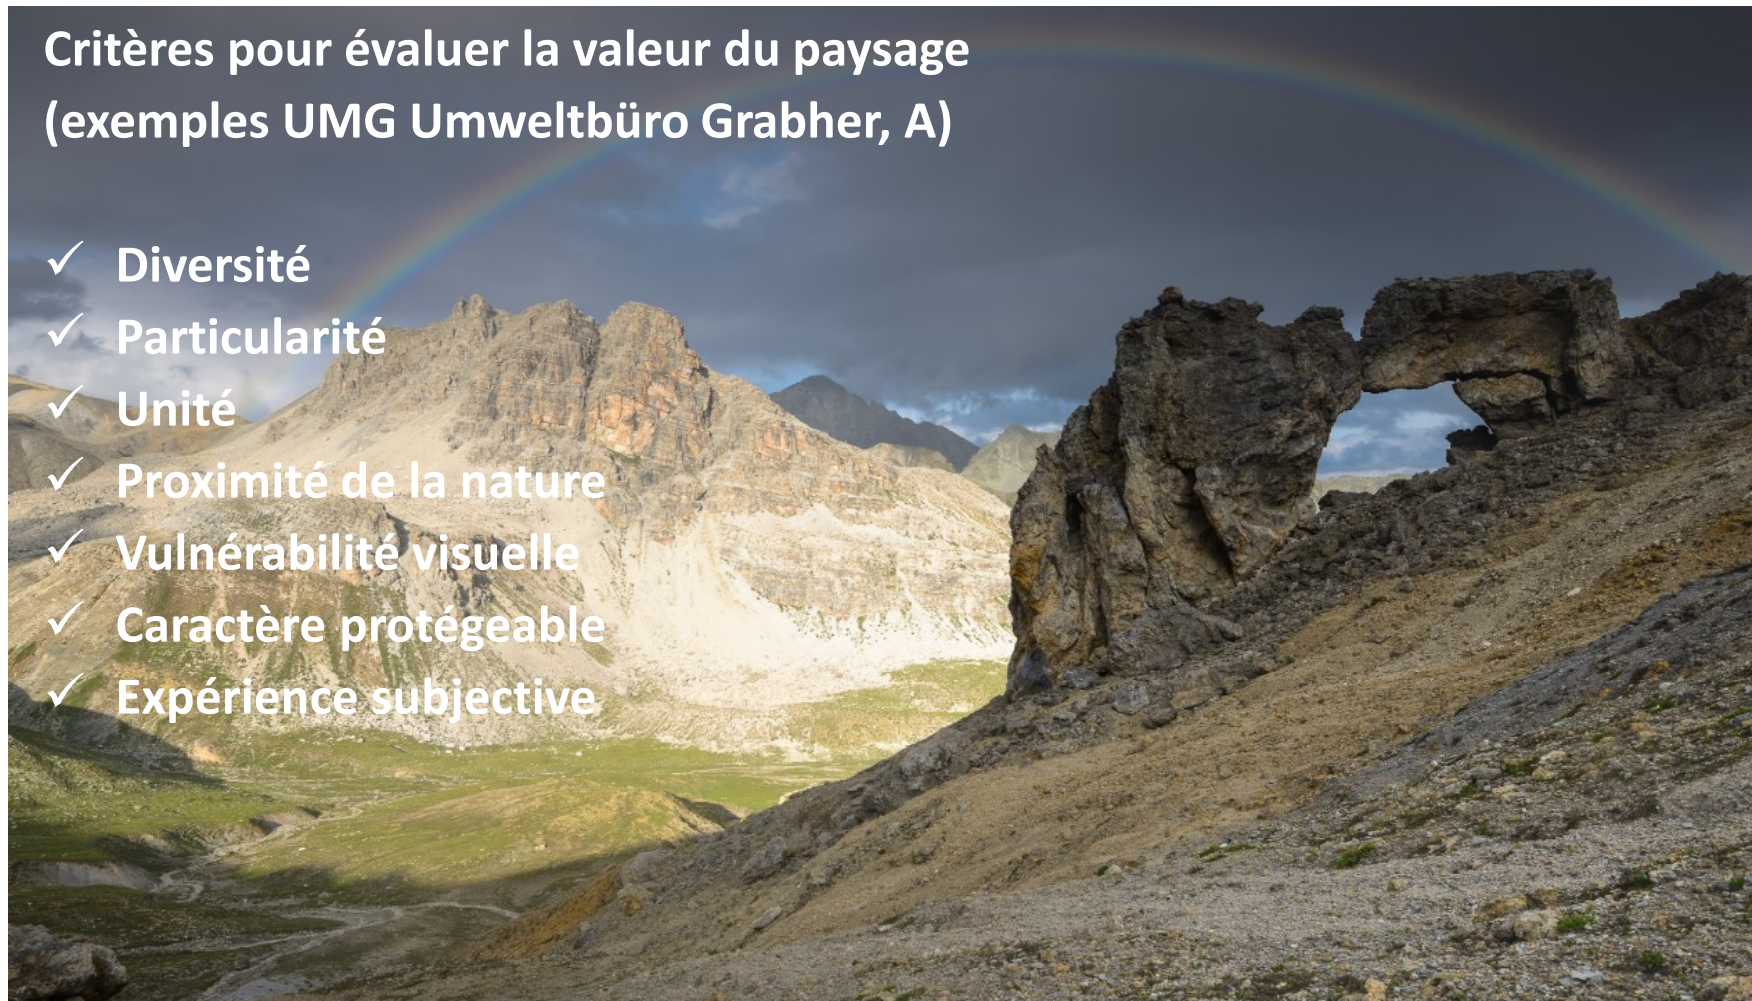 Critères pour évaluer la valeur du paysage
(exemples UMG Umweltbüro Grabher, A)
✓ Diversité
✓ Particularité
✓ Unité
✓ Proximité de la nature
✓ Vulnérabilité visuelle
✓ Caractère protégeable
✓ Expérience subjective